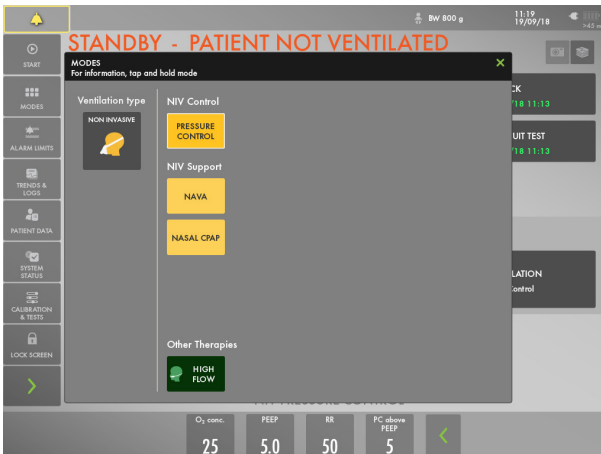 BW 800 g
11:19
19/09/18
>45 m
STANDBY - PATIENT NOT VENTILATED
START
MODES
ALARM LIMITS
TRENDS &
LOGS
PATIENT DATA
SYSTEM
STATUS
CALIBRATION
& TESTS
LOCK SCREEN
MODES
For information, tap and hold mode
Ventilation type
NON INVASIVE
NIV Control
PRESSURE
CONTROL
NIV Support
NAVA
NASAL CPAP
Other Therapies
HIGH
FLOW
CK
/18 11:13
UIT TEST
/18 11:13
LATION
Control
O₂ conc.
25
PEEP
5.0
RR
50
PC above
PEEP
5